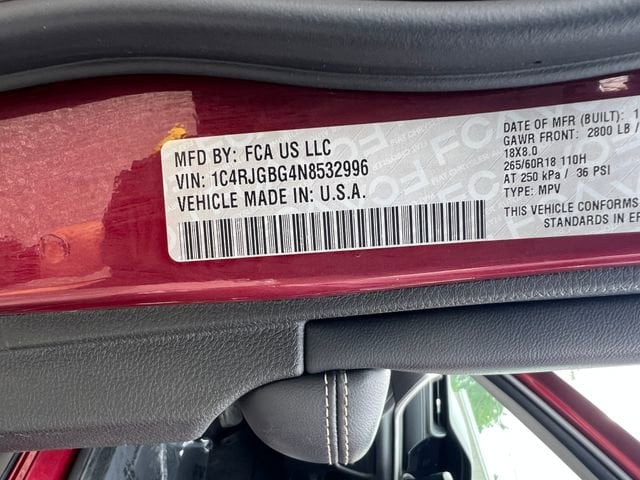 MFD BY: FCA US LLC
VIN: 1C4RJGBG4N8532996
VEHICLE MADE IN: U.S.A.
DATE OF MFR (BUILT): 1
GAWR FRONT: 2800 LB /
18X8.0
265/60R18 110H
AT 250 kPa / 36 PSI
TYPE: MPV
THIS VEHICLE CONFORMS
STANDARDS IN EF